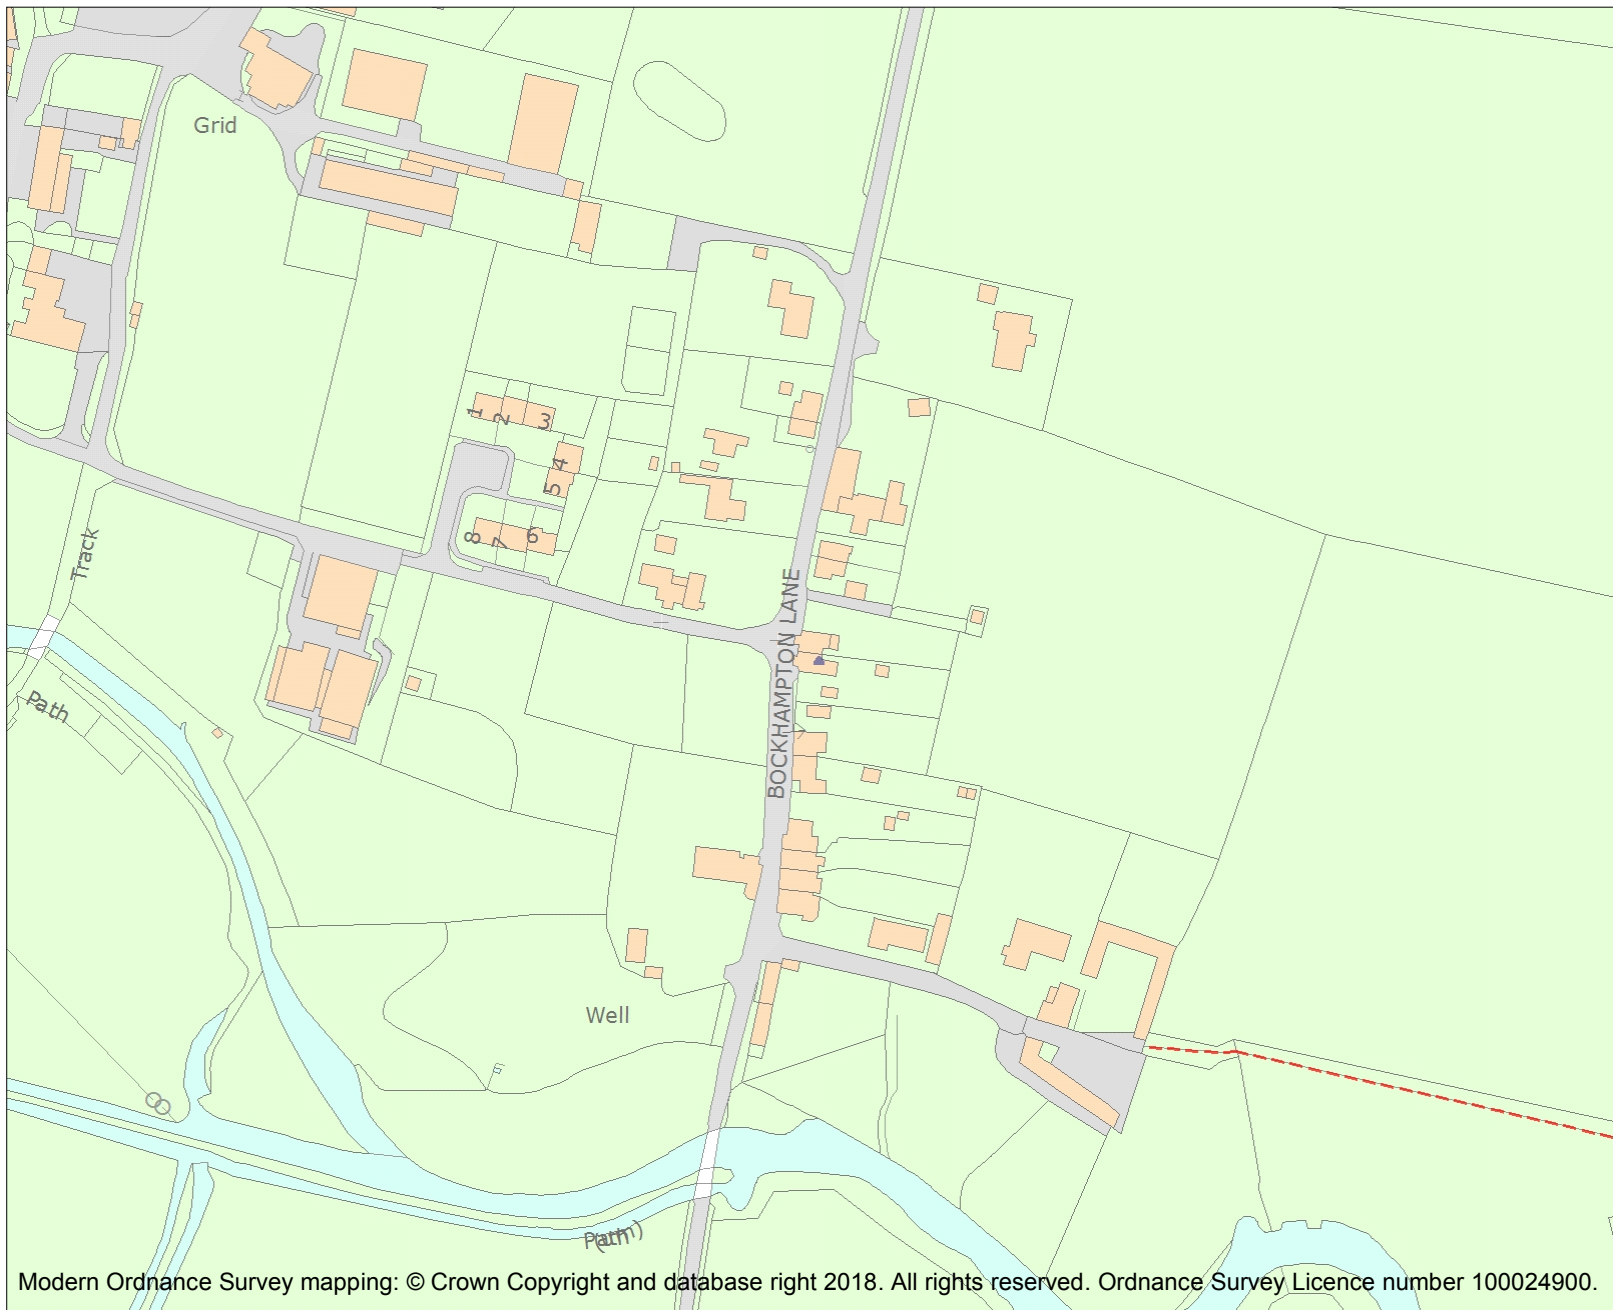 Grid
1
2
3
4
5
8
7
6
Track
BOCKHAMPTON LANE
Path
Well
Path
(um)
Modern Ordnance Survey mapping: © Crown Copyright and database right 2018. All rights reserved. Ordnance Survey Licence number 100024900.